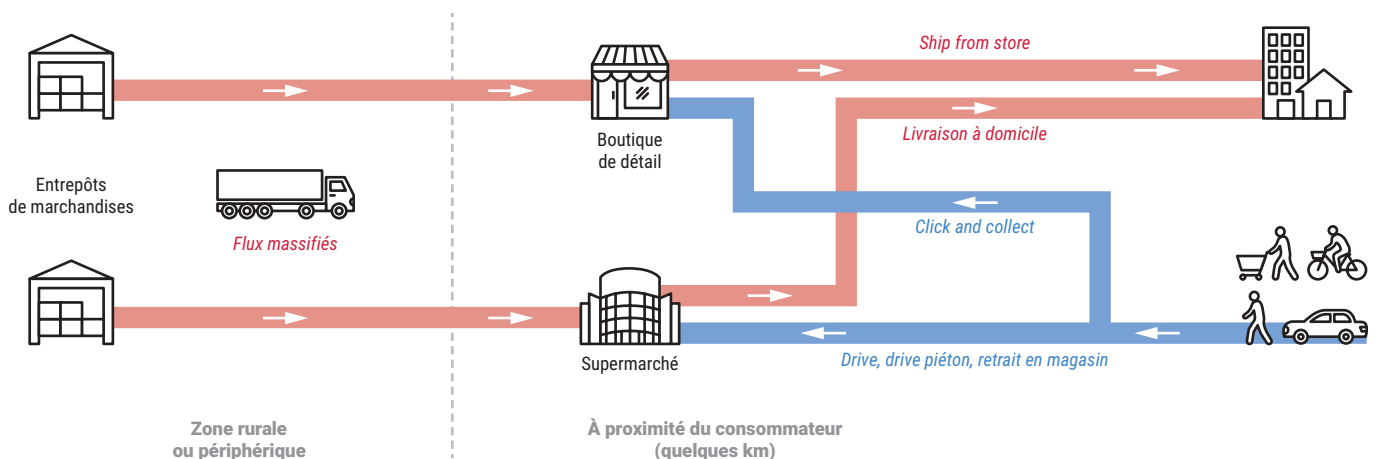 Ship from store
Boutique
de détail
Livraison à domicile
Entrepôts
de marchandises
Flux massifiés
Click and collect
Supermarché
Drive, drive piéton, retrait en magasin
Zone rurale
ou périphérique
À proximité du consommateur
(quelques km)